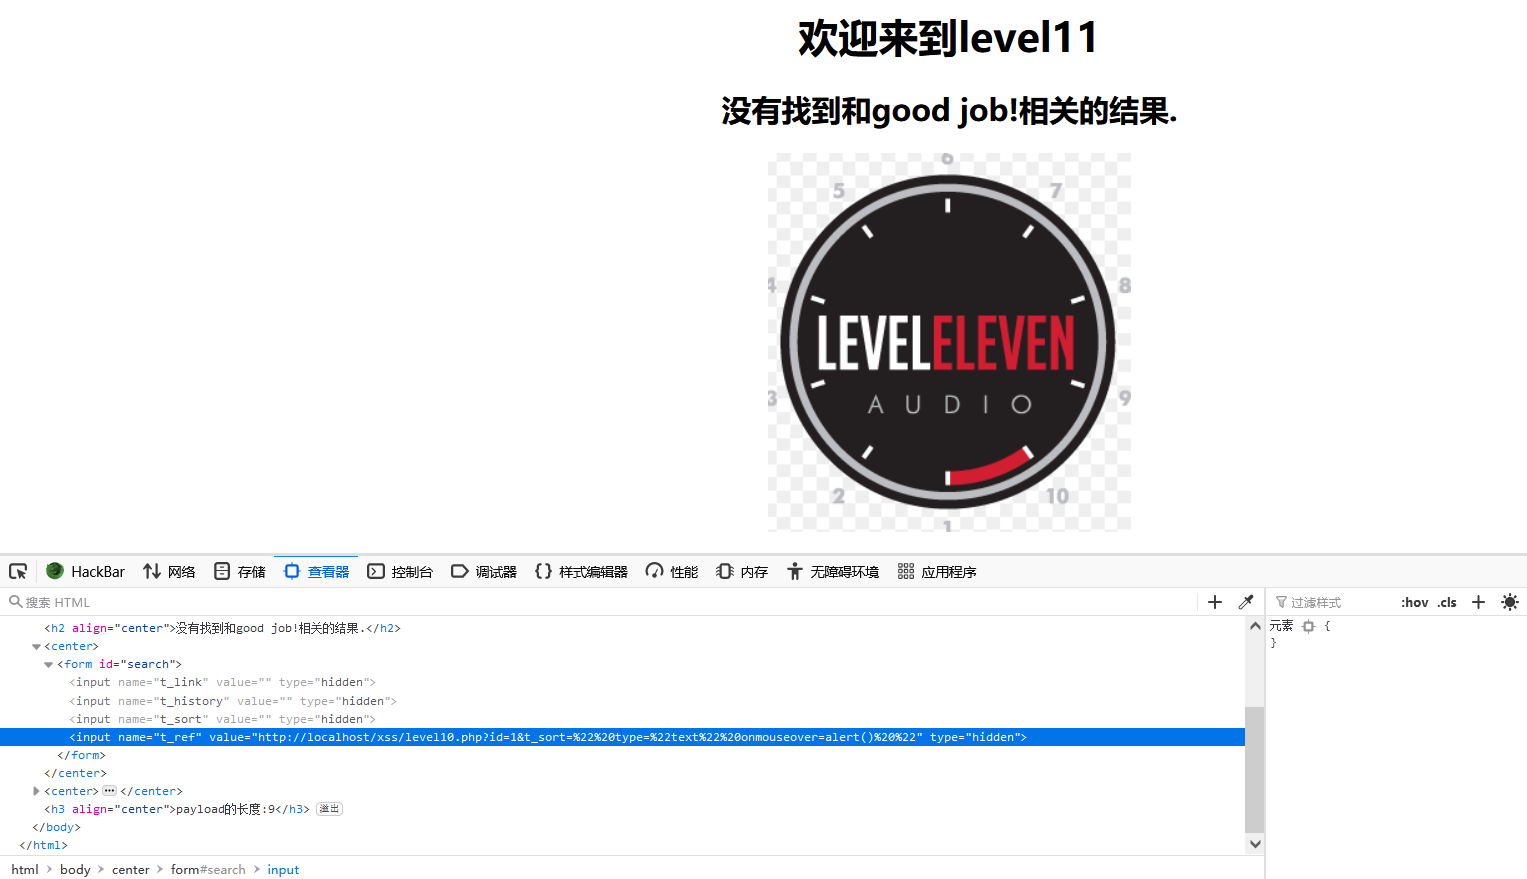 欢迎来到level11
没有找到和good job!相关的结果.
6
5
7
4
8
LEVELELEVEN
AUDIO
3
9
2
10
1
HackBar 网络 存储 查看器 控制台 调试器 样式编辑器 性能 内存 无障碍环境 应用程序
搜索 HTML
过滤样式 :hov .cls
<h2 align="center">没有找到和good job!相关的结果.</h2>
<center>
<form id="search">
<input name="t_link" value="" type="hidden">
<input name="t_history" value="" type="hidden">
<input name="t_sort" value="" type="hidden">
<input name="t_ref" value="http://localhost/xss/level10.php?id=1&t_sort=%22%20type=%22text%22%20onmouseover=alert()%20%22" type="hidden">
</form>
</center>
<center>···</center>
<h3 align="center">payload的长度:9</h3> 溢出
</body>
</html>
元素 {
}
html > body > center > form#search > input